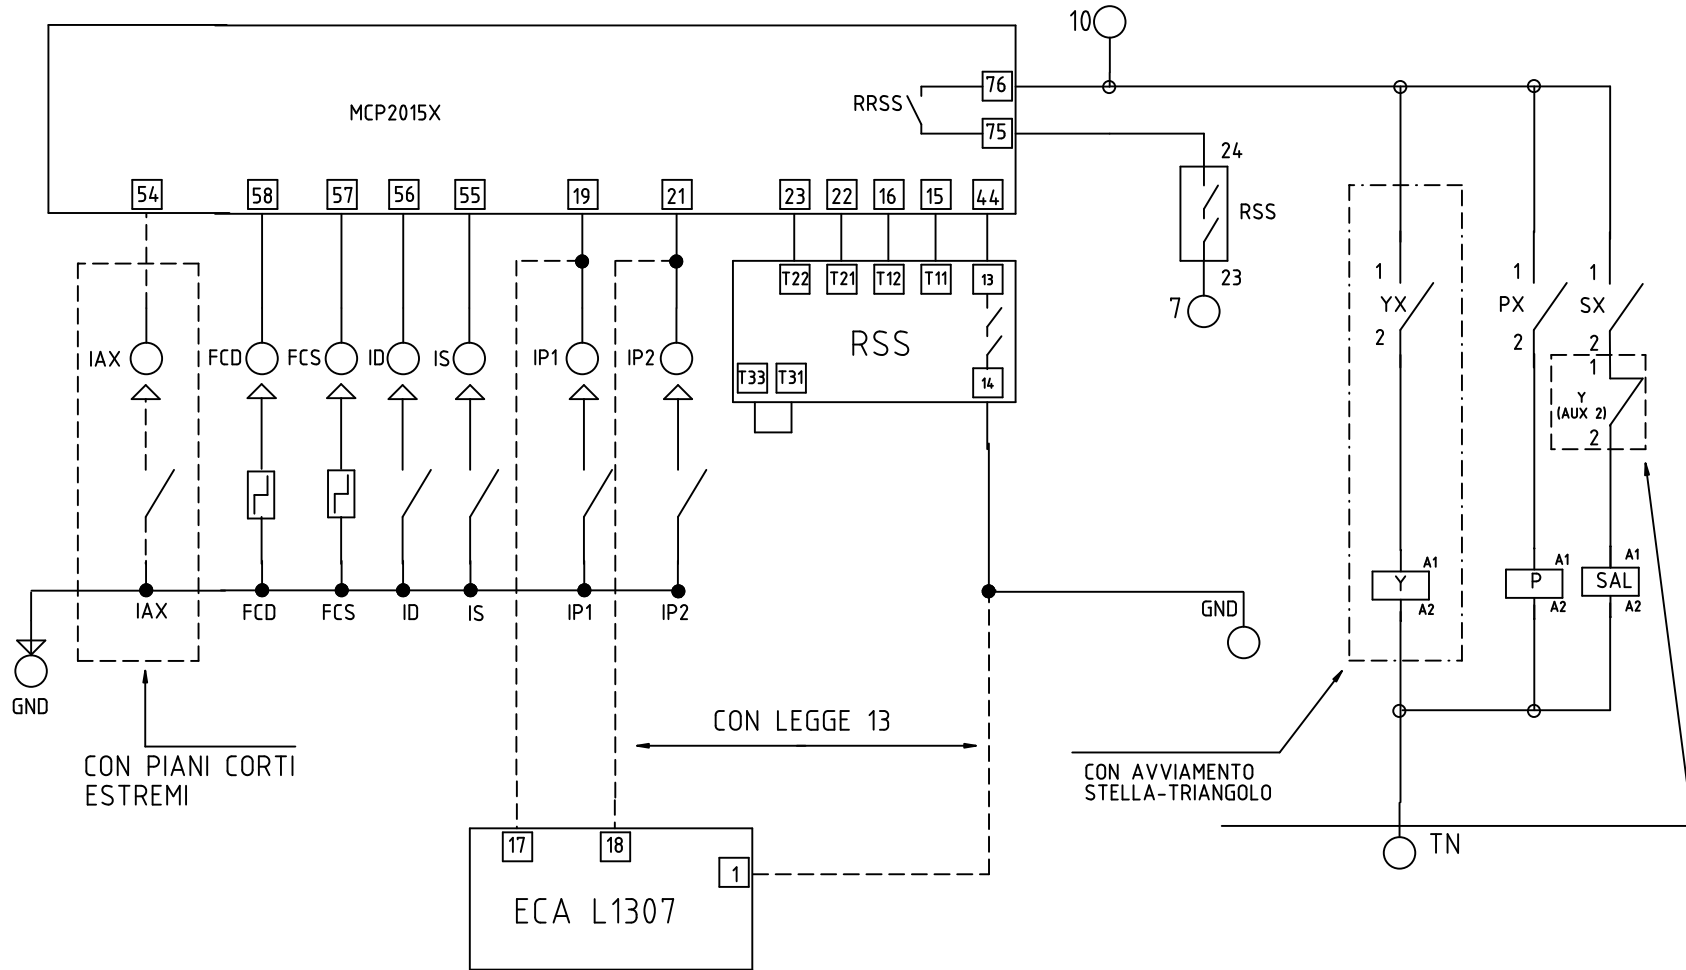 10
MCP2015X
RRSS
76
75
54
58
57
56
55
19
21
23
22
16
15
44
24
RSS
23
7
T22
T21
T12
T11
13
RSS
T33
T31
14
IAX
FCD
FCS
ID
IS
IP1
IP2
1
YX
2
1
PX
2
1
SX
2
1
Y
(AUX 2)
2
A1
Y
A2
A1
P
A2
A1
SAL
A2
IAX
FCD
FCS
ID
IS
IP1
IP2
GND
GND
CON PIANI CORTI
ESTREMI
CON LEGGE 13
CON AVVIAMENTO
STELLA-TRIANGOLO
17
18
1
ECA L1307
TN